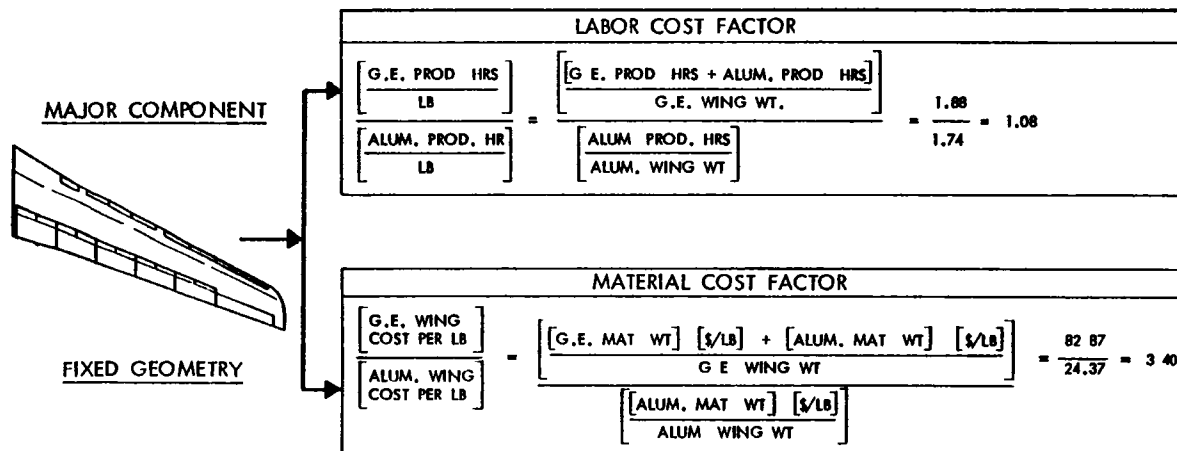 MAJOR COMPONENT
FIXED GEOMETRY
LABOR COST FACTOR
[G.E. PROD HRS
LB]
[ALUM. PROD. HR
LB]
=
[[G E. PROD HRS + ALUM. PROD HRS]
G.E. WING WT.]
[ALUM PROD. HRS
ALUM. WING WT]
= 1.88
1.74
= 1.08
MATERIAL COST FACTOR
[G.E. WING
COST PER LB]
[ALUM. WING
COST PER LB]
=
[[G.E. MAT WT] [$/LB] + [ALUM. MAT WT] [$/LB]
G E WING WT]
[[ALUM. MAT WT] [$/LB]
ALUM WING WT]
= 82 87
24.37
= 3 40